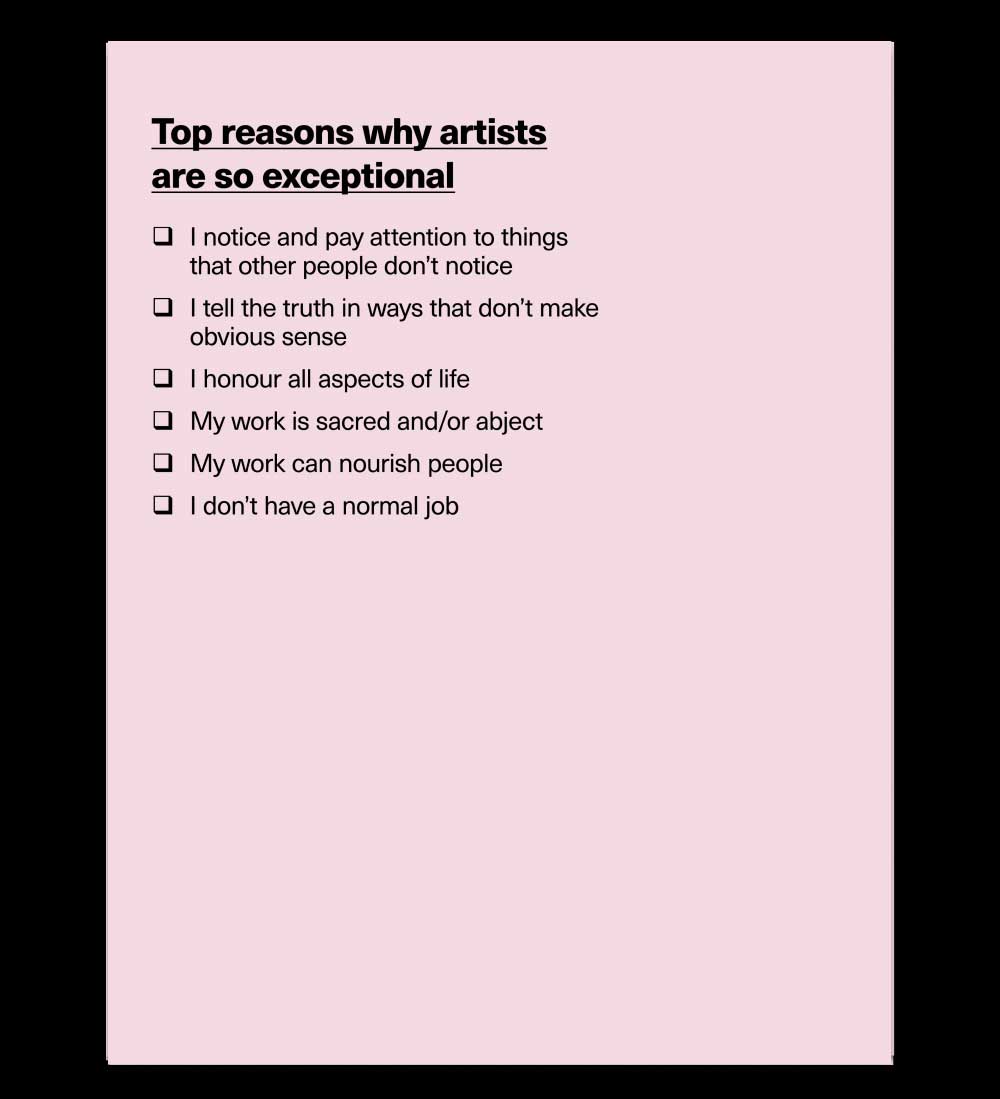 Top reasons why artists
are so exceptional
❏ I notice and pay attention to things
that other people don’t notice
❏ I tell the truth in ways that don’t make
obvious sense
❏ I honour all aspects of life
❏ My work is sacred and/or abject
❏ My work can nourish people
❏ I don’t have a normal job